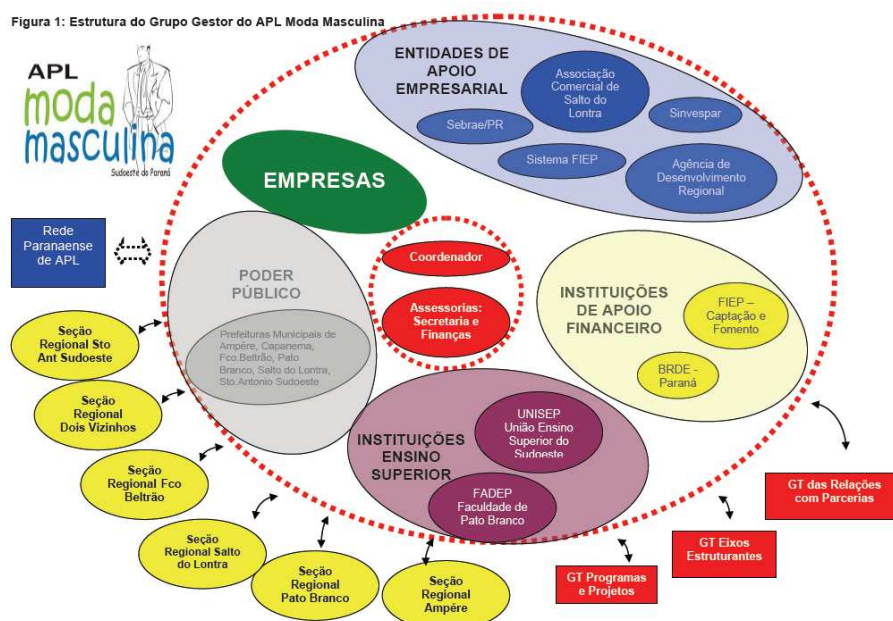 Figura 1: Estrutura do Grupo Gestor do APL Moda Masculina
APL
moda
masculina
Sudoeste do Paraná
ENTIDADES DE
APOIO
EMPRESARIAL
Associação
Comercial de
Salto do
Lontra
Sebrae/PR
Sinvespar
Sistema FIEP
Agência de
Desenvolvimento
Regional
EMPRESAS
Rede
Paranaense
de APL
PODER
PÚBLICO
Prefeituras Municipais de
Ampére, Capanema,
Fco.Beltrão, Pato
Branco, Salto do Lontra,
Sto.Antonio Sudoeste
Coordenador
Assessorias:
Secretaria e
Finanças
INSTITUIÇÕES
DE APOIO
FINANCEIRO
FIEP –
Captação e
Fomento
BRDE -
Paraná
INSTITUIÇÕES
ENSINO
SUPERIOR
UNISEP
União Ensino
Superior do
Sudoeste
FADEP
Faculdade de
Pato Branco
Seção
Regional Sto
Ant Sudoeste
Seção
Regional
Dois Vizinhos
Seção
Regional Fco
Beltrão
Seção
Regional Salto
do Lontra
Seção
Regional
Pato Branco
Seção
Regional
Ampére
GT Programas
e Projetos
GT Eixos
Estruturantes
GT das Relações
com Parcerias